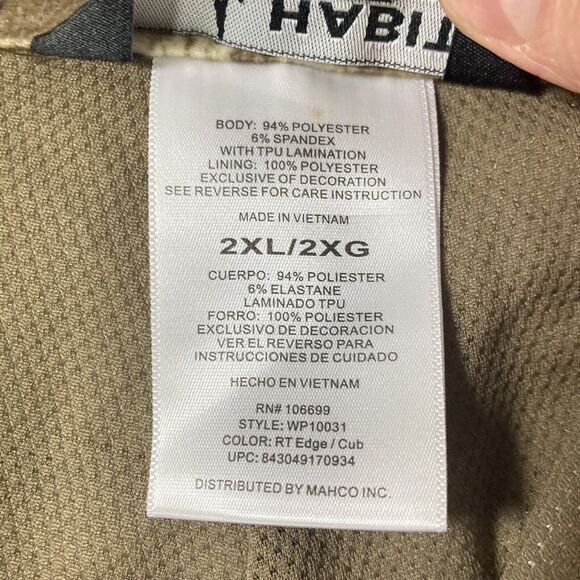 HABIT
BODY: 94% POLYESTER
6% SPANDEX
WITH TPU LAMINATION
LINING: 100% POLYESTER
EXCLUSIVE OF DECORATION
SEE REVERSE FOR CARE INSTRUCTION
MADE IN VIETNAM
2XL/2XG
CUERPO: 94% POLIESTER
6% ELASTANE
LAMINADO TPU
FORRO: 100% POLIESTER
EXCLUSIVO DE DECORACION
VER EL REVERSO PARA
INSTRUCCIONES DE CUIDADO
HECHO EN VIETNAM
RN# 106699
STYLE: WP10031
COLOR: RT Edge / Cub
UPC: 843049170934
DISTRIBUTED BY MAHCO INC.